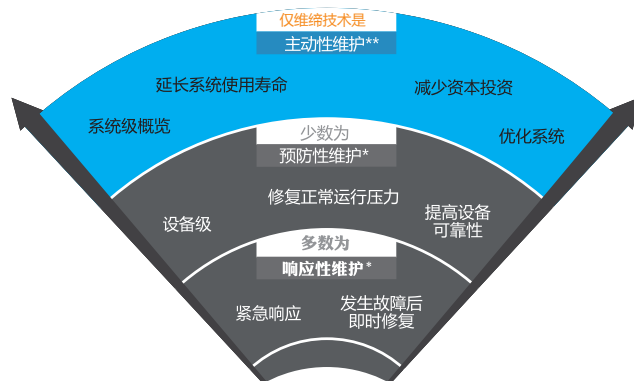 仅维缔技术是
主动性维护**
延长系统使用寿命
减少资本投资
系统级概览
优化系统
少数为
预防性维护*
修复正常运行压力
设备级
提高设备
可靠性
多数为
响应性维护*
紧急响应
发生故障后
即时修复